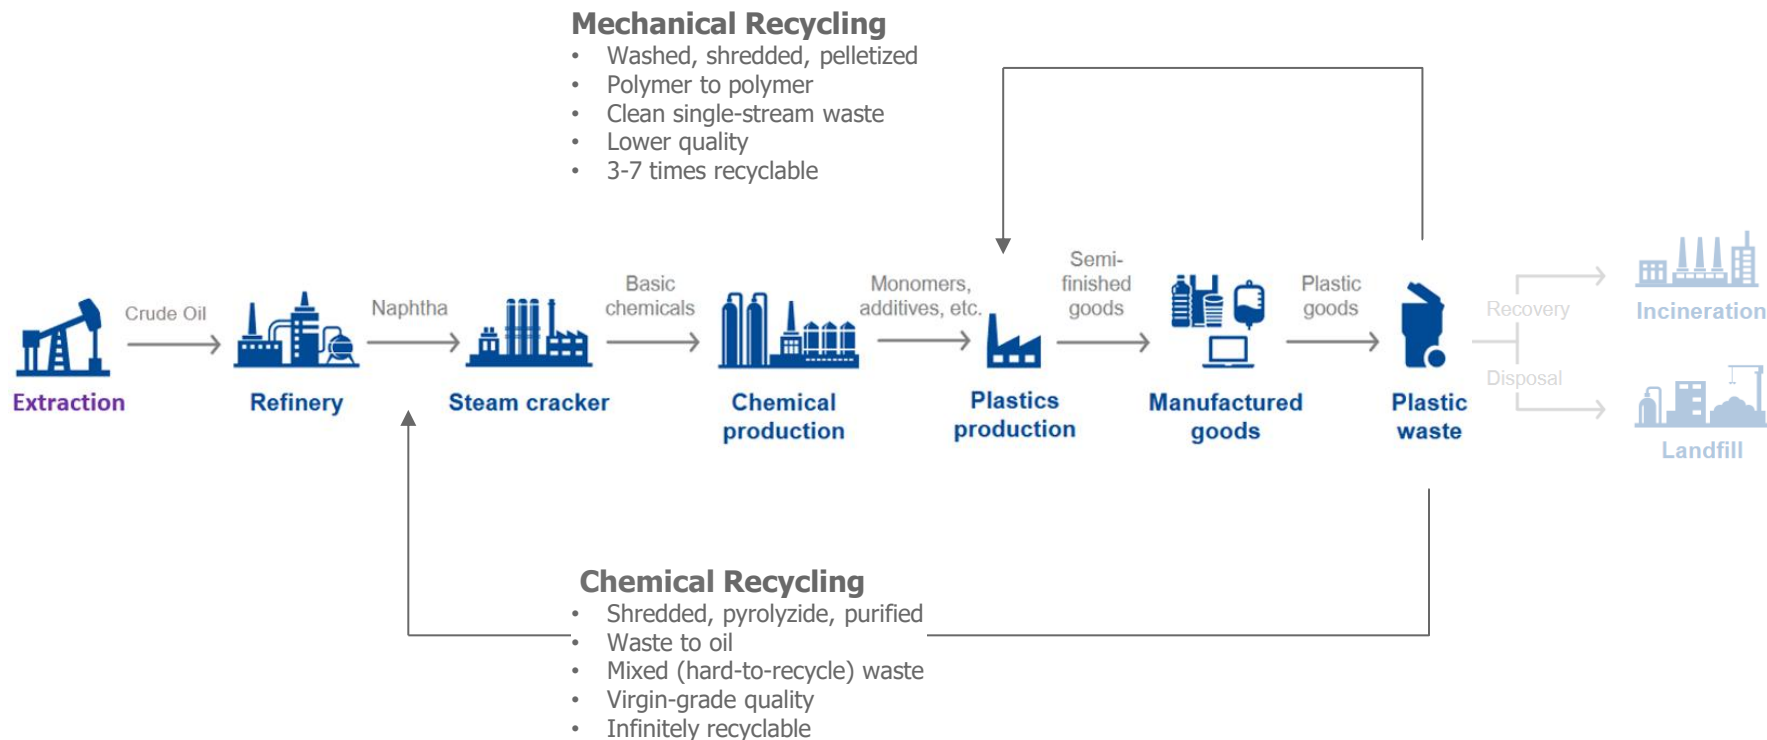 Mechanical Recycling
• Washed, shredded, pelletized
• Polymer to polymer
• Clean single-stream waste
• Lower quality
• 3-7 times recyclable
Crude Oil
Naphtha
Basic
chemicals
Monomers,
additives, etc.
Semi-
finished
goods
Plastic
goods
Recovery
Disposal
Extraction
Refinery
Steam cracker
Chemical
production
Plastics
production
Manufactured
goods
Plastic
waste
Incineration
Landfill
Chemical Recycling
• Shredded, pyrolyzide, purified
• Waste to oil
• Mixed (hard-to-recycle) waste
• Virgin-grade quality
• Infinitely recyclable